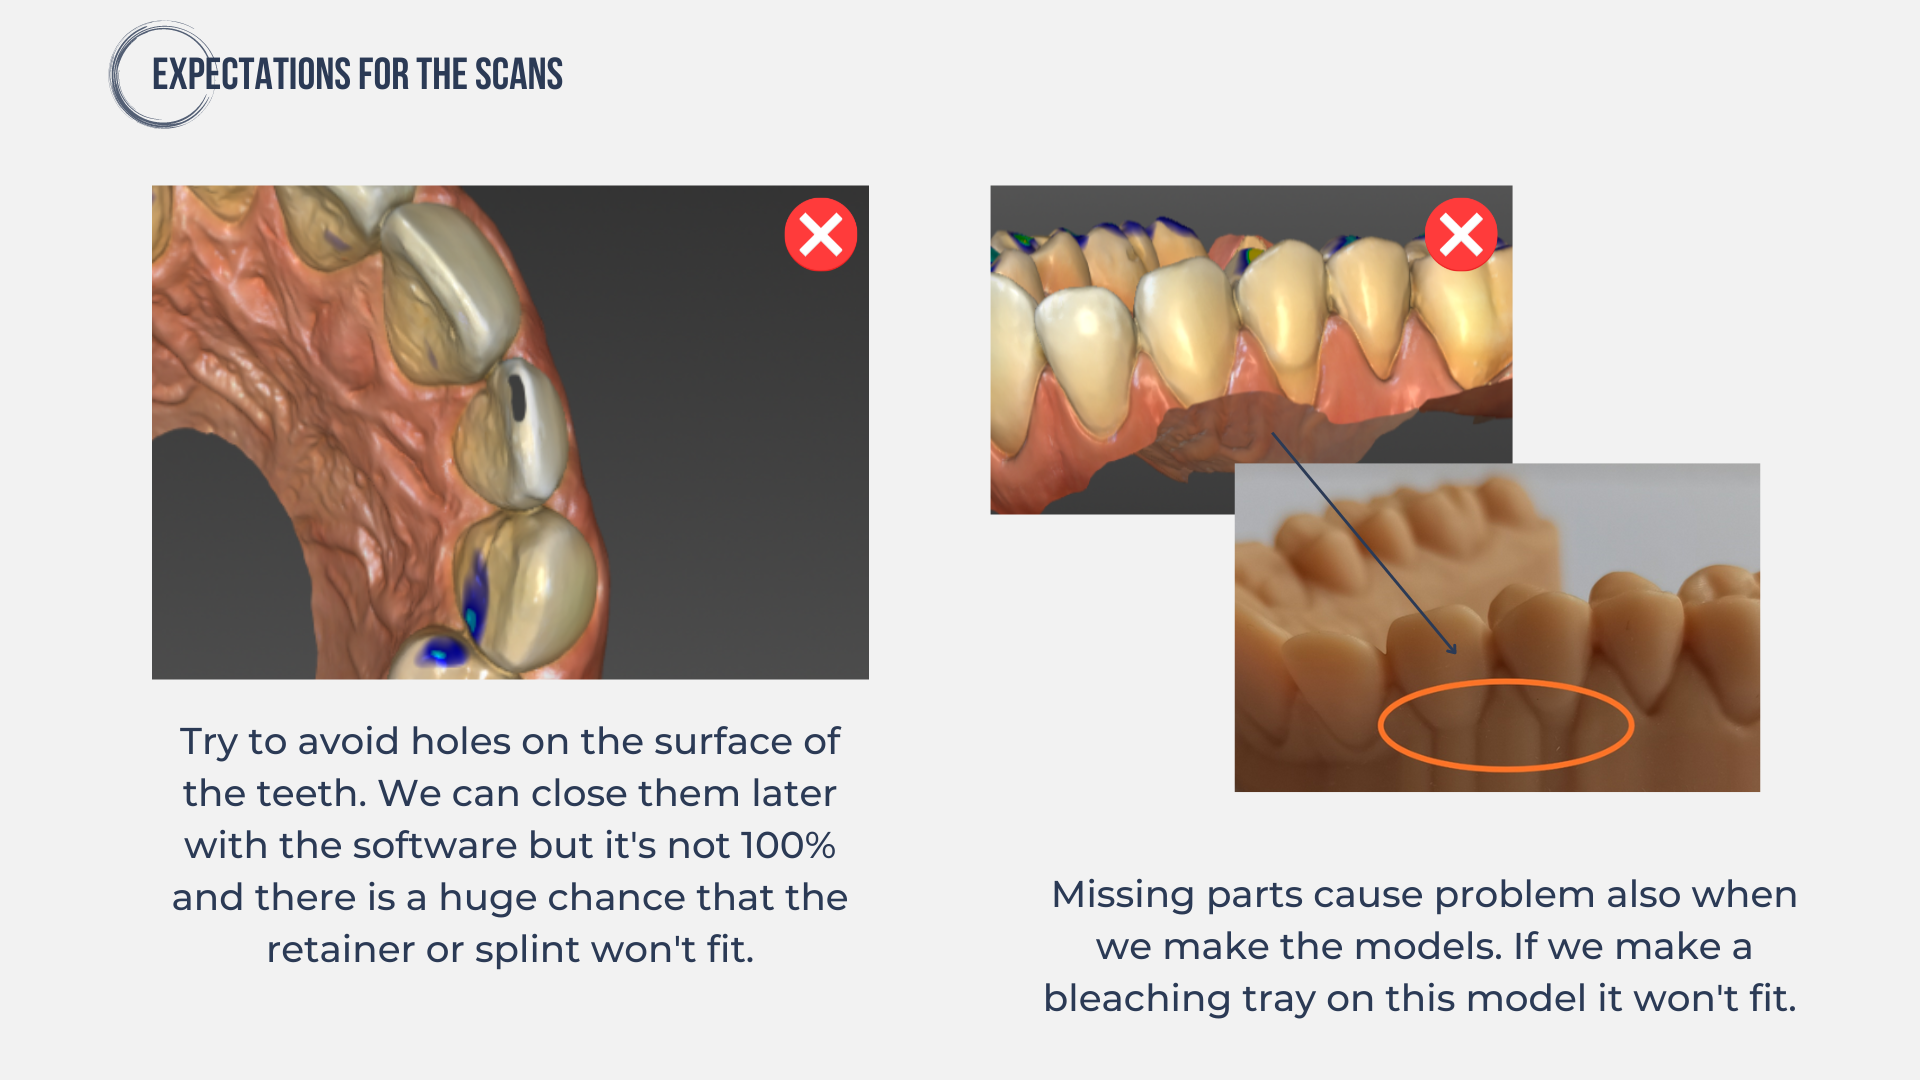 EXPECTATIONS FOR THE SCANS
Try to avoid holes on the surface of
the teeth. We can close them later
with the software but it's not 100%
and there is a huge chance that the
retainer or splint won't fit.
Missing parts cause problem also when
we make the models. If we make a
bleaching tray on this model it won't fit.